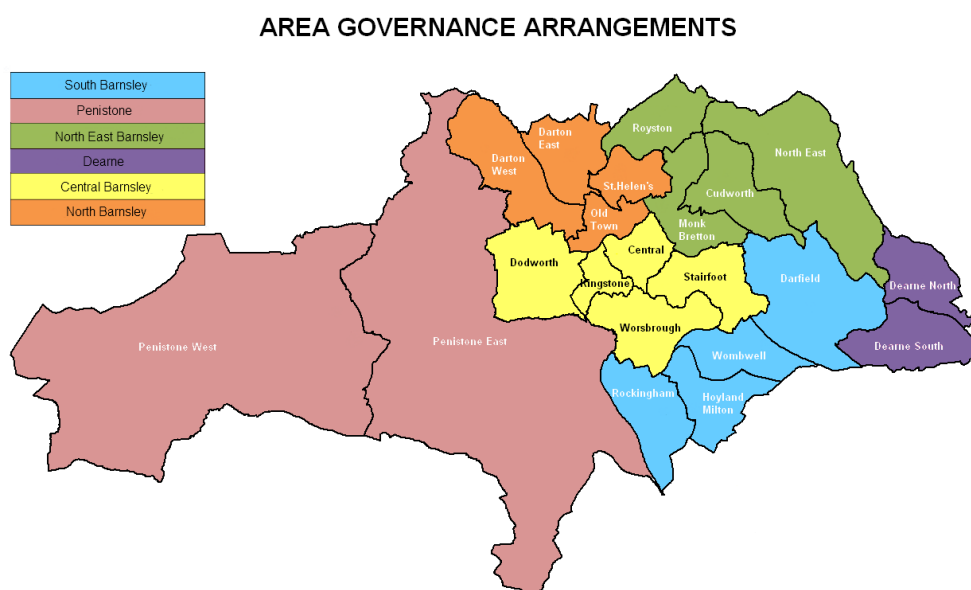 AREA GOVERNANCE ARRANGEMENTS
South Barnsley
Penistone
North East Barnsley
Dearne
Central Barnsley
North Barnsley
Royston
Darton
East
North East
Darton
West
St.Helen's
Cudworth
Old
Town
Monk
Bretton
Central
Dodworth
Stairfoot
Darfield
Kingstone
Dearne North
Worsbrough
Penistone West
Penistone East
Dearne South
Wombwell
Rockingham
Hoyland
Milton